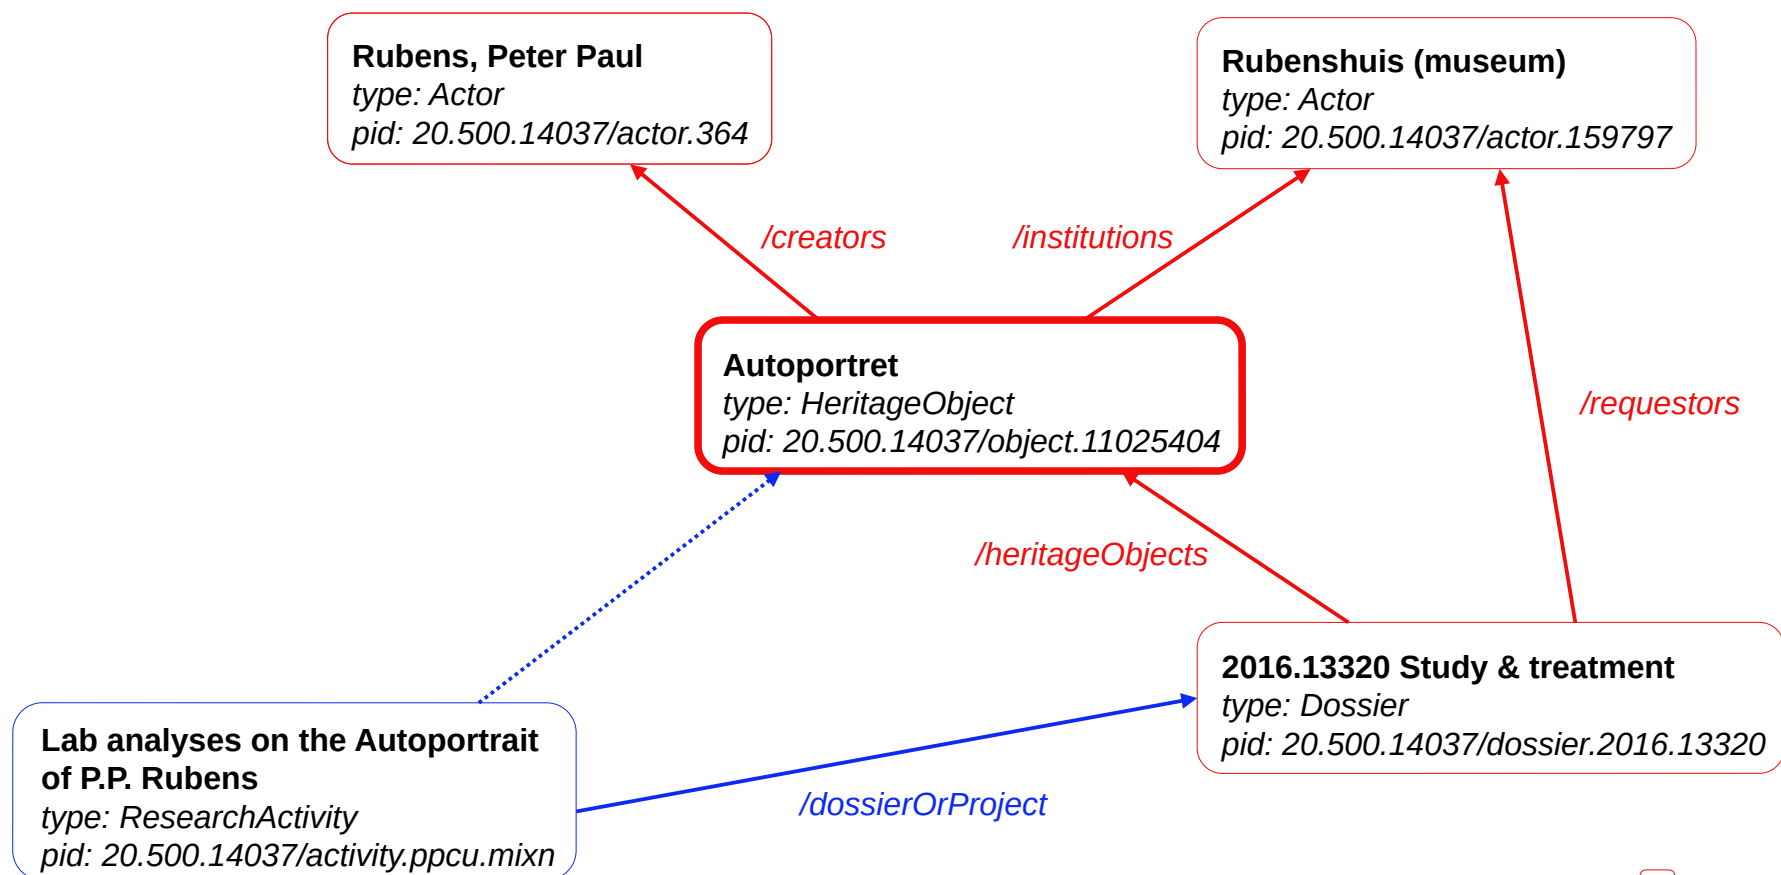 Rubens, Peter Paul
type: Actor
pid: 20.500.14037/actor.364
Rubenshuis (museum)
type: Actor
pid: 20.500.14037/actor.159797
/creators
/institutions
Autoportret
type: HeritageObject
pid: 20.500.14037/object.11025404
/requestors
/heritageObjects
2016.13320 Study & treatment
type: Dossier
pid: 20.500.14037/dossier.2016.13320
Lab analyses on the Autoportrait
of P.P. Rubens
type: ResearchActivity
pid: 20.500.14037/activity.ppcu.mixn
/dossierOrProject